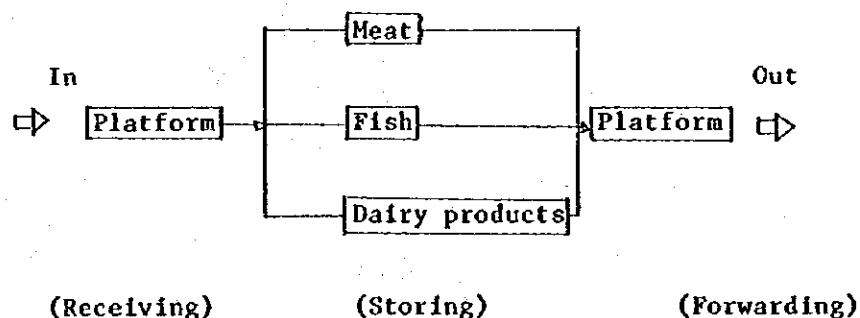 Meat
In Out
Platform Fish Platform
Dairy products
(Receiving) (Storing) (Forwarding)